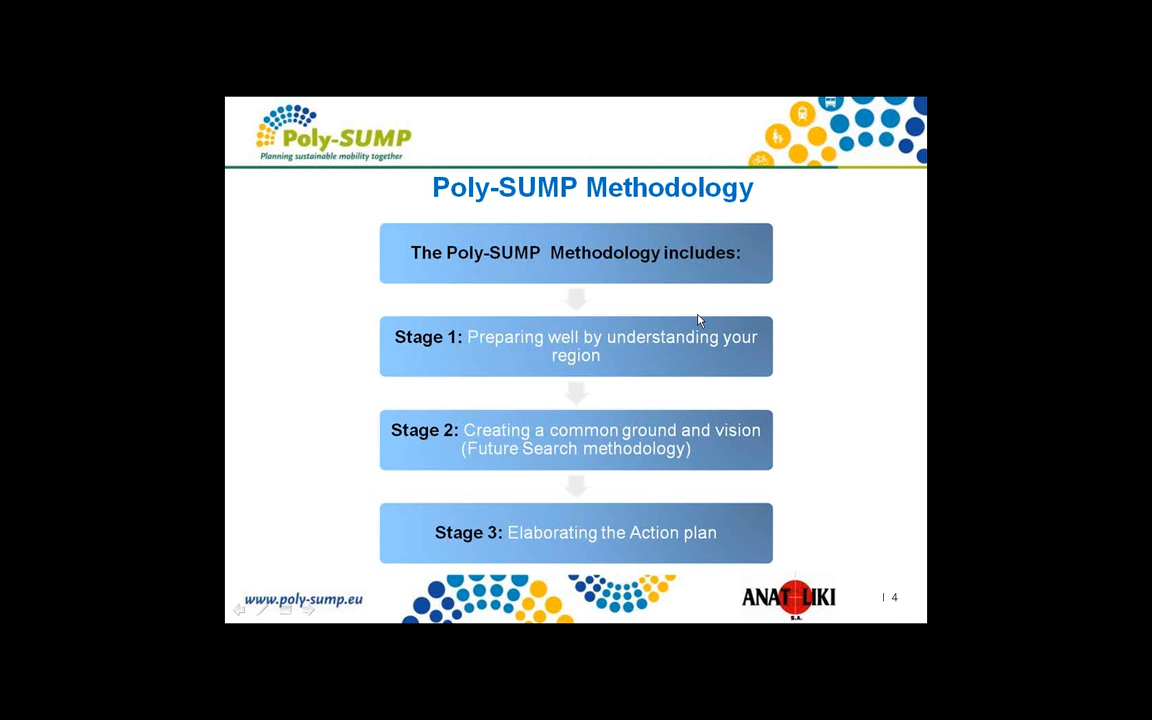 Poly-SUMP
Planning sustainable mobility together
Poly-SUMP Methodology
The Poly-SUMP Methodology includes:
Stage 1: Preparing well by understanding your
region
Stage 2: Creating a common ground and vision
(Future Search methodology)
Stage 3: Elaborating the Action plan
www.poly-sump.eu
ANATOLIKI
S.A.
| 4